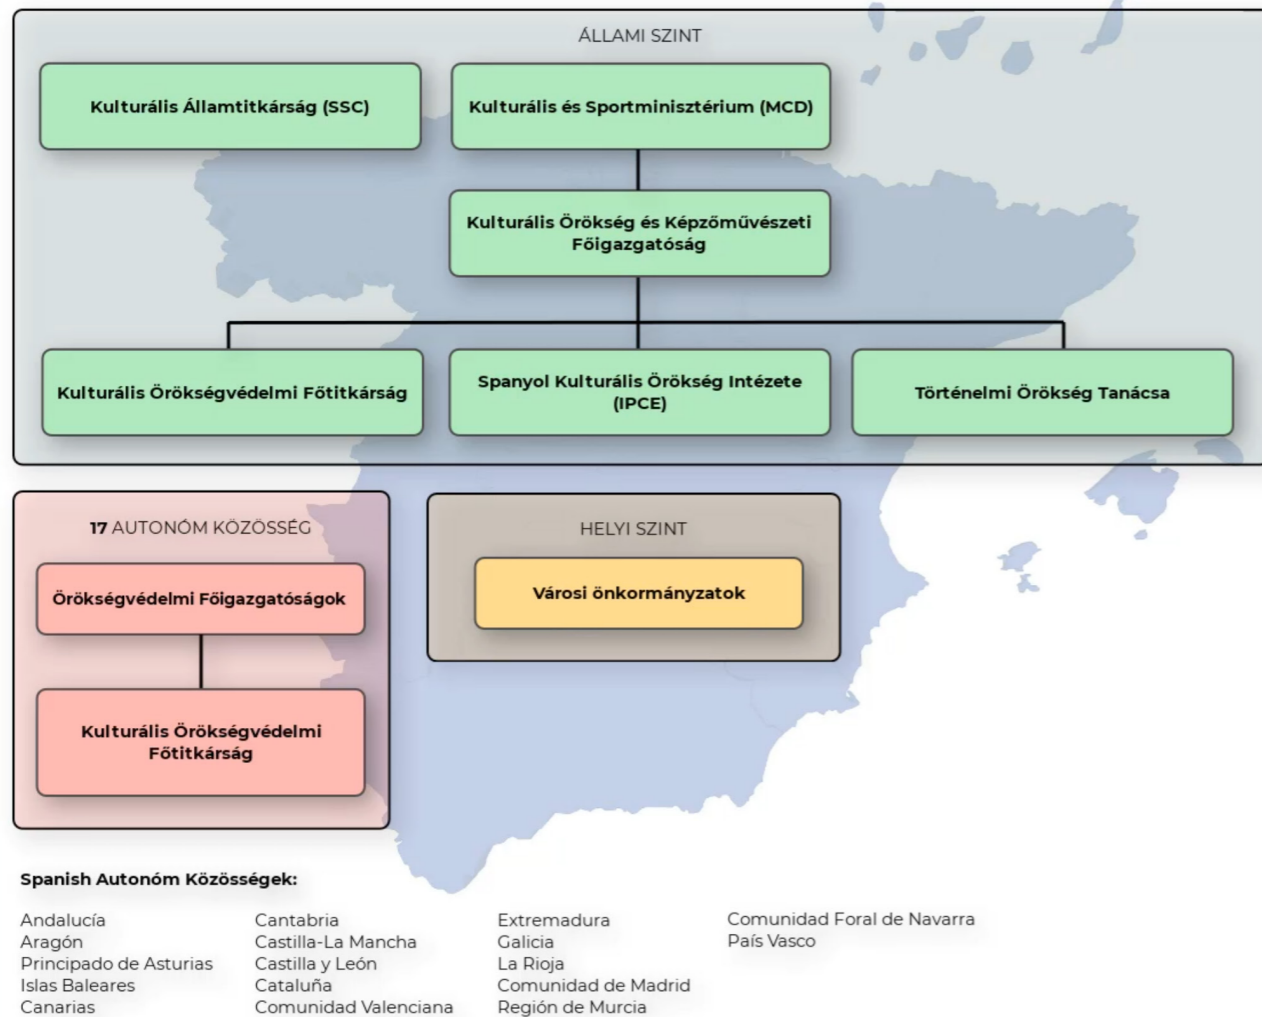 ÁLLAMI SZINT
Kulturális Államtitkárság (SSC)
Kulturális és Sportminisztérium (MCD)
Kulturális Örökség és Képzőművészeti
Főigazgatóság
Kulturális Örökségvédelmi Főtitkárság
Spanyol Kulturális Örökség Intézete
(IPCE)
Történelmi Örökség Tanácsa
17 AUTONÓM KÖZÖSSÉG
Örökségvédelmi Főigazgatóságok
Kulturális Örökségvédelmi
Főtitkárság
HELYI SZINT
Városi önkormányzatok
Spanish Autonóm Közösségek:
Andalucía
Aragón
Principado de Asturias
Islas Baleares
Canarias
Cantabria
Castilla-La Mancha
Castilla y León
Cataluña
Comunidad Valenciana
Extremadura
Galicia
La Rioja
Comunidad de Madrid
Región de Murcia
Comunidad Foral de Navarra
País Vasco